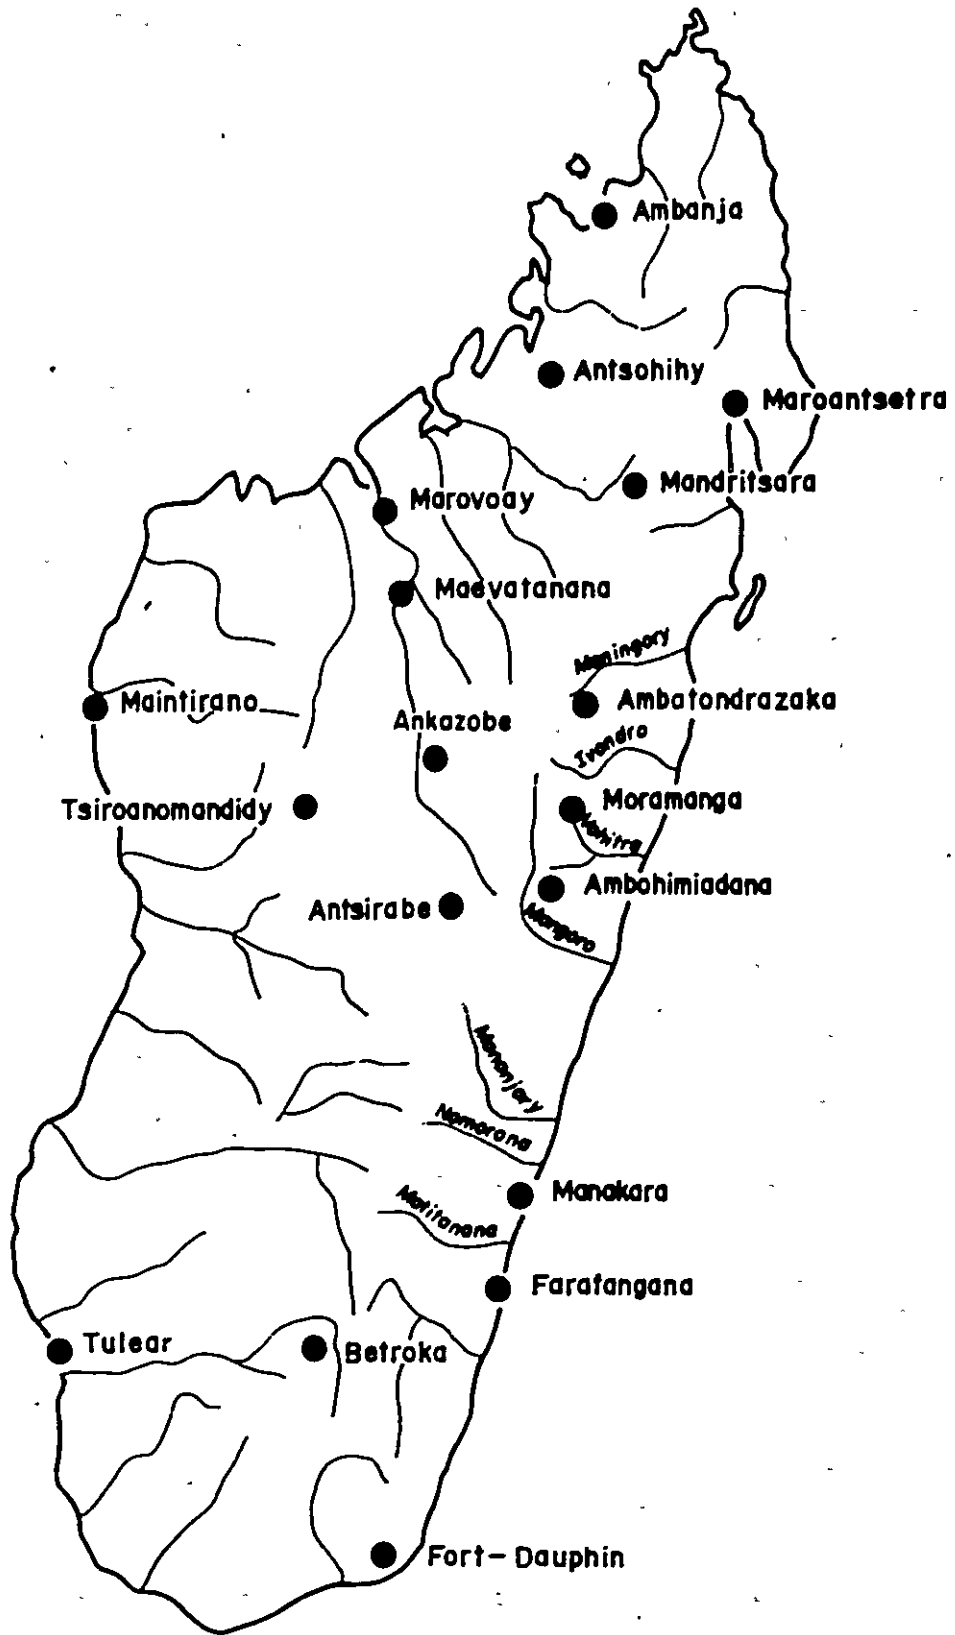 Ambanja
Antsohihy
Maroantsetra
Mandritsara
Marovoay
Maevatanana
Maningory
Maintirano
Ambatondrazaka
Ankazobe
Ivondro
Tsiroanomandidy
Moramanga
Vohitra
Ambohimiadana
Antsirabe
Mangoro
Mananjary
Namorona
Manakara
Matitanana
Farafangana
Tulear
Betroka
Fort-Dauphin